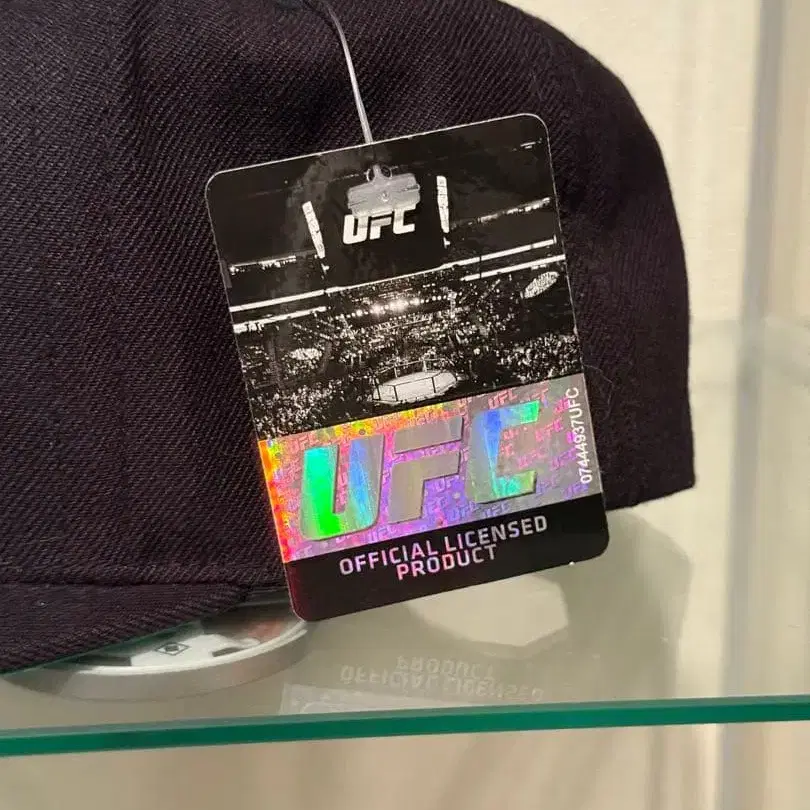 UFC
UFC
07444937UFC
OFFICIAL LICENSED
PRODUCT